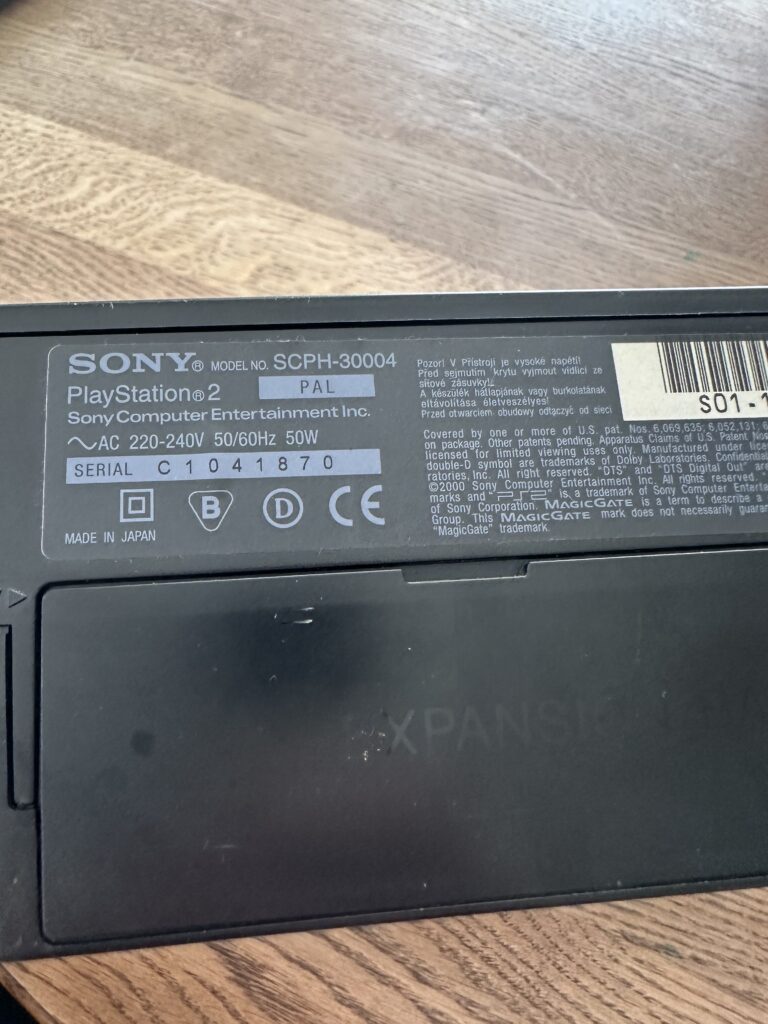 SONY® MODEL NO. SCPH-30004
PlayStation®2 PAL
Sony Computer Entertainment Inc.
AC 220-240V 50/60Hz 50W
SERIAL C1041870
B D CE
MADE IN JAPAN
Pozor! V Přístroji je vysoké napětí!
Před sejmutím krytu vyjmout vidlici ze
síťové zásuvky!
A készülék hátlapjának vagy burkolatának
eltávolítása életveszélyes!
Przed otwarciem obudowy odłączyć od sieci
S01-1
Covered by one or more of U.S. pat. Nos. 6,069,635; 6,052,131; 6
on package. Other patents pending. Apparatus Claims of U.S. Patent Nos
licensed for limited viewing uses only. Manufactured under licen
double-D symbol are trademarks of Dolby Laboratories. Confidential
ratories, Inc. All right reserved. "DTS" and "DTS Digital Out" are
©2000 Sony Computer Entertainment Inc. All rights reserved.
marks and "PS2" is, a trademark of Sony Computer Enterta
of Sony Corporation. MAGICGATE is a term to describe a
Group. This MAGICGATE mark does not necessarily guaran
"MagicGate" trademark.
EXPANSION